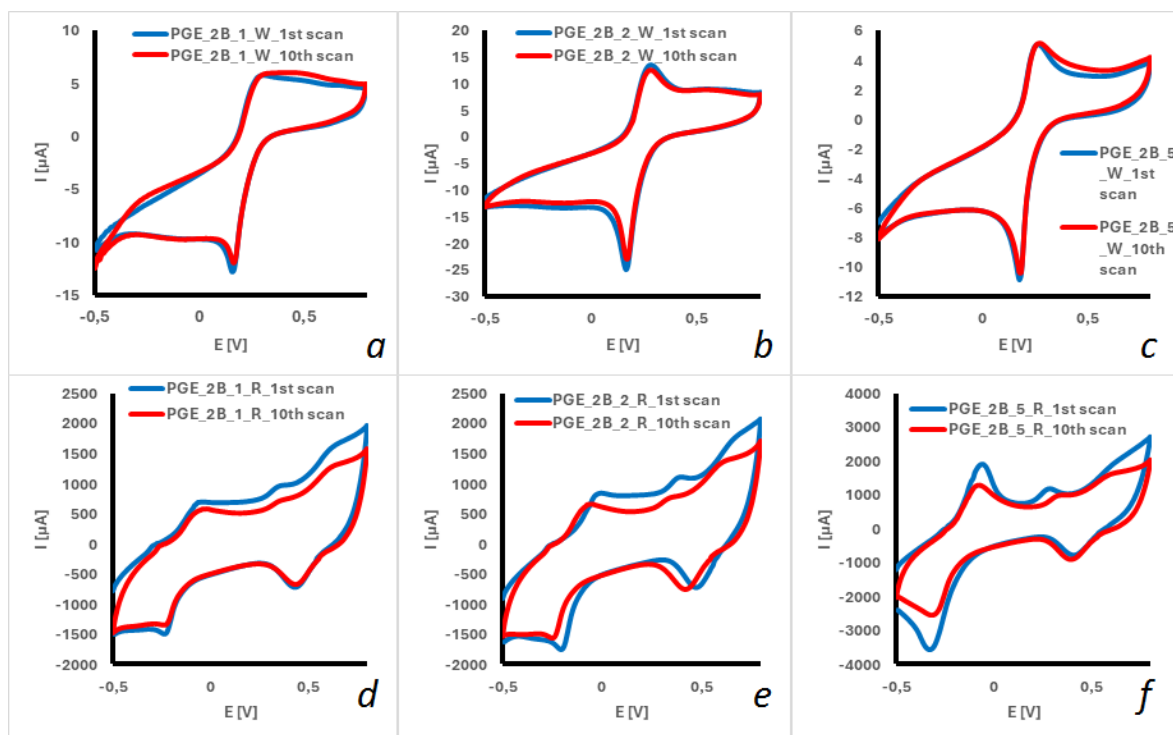 PGE_2B_1_W_1st scan
PGE_2B_1_W_10th scan
10
5
0
-5
-10
-15
I [µA]
-0,5
0
0,5
E [V]
a
PGE_2B_2_W_1st scan
PGE_2B_2_W_10th scan
20
15
10
5
0
-5
-10
-15
-20
-25
-30
I [µA]
-0,5
0
0,5
E [V]
b
6
4
2
0
-2
-4
-6
-8
-10
-12
I [µA]
PGE_2B_5
_W_1st
scan
PGE_2B_5
_W_10th
scan
-0,5
0
0,5
E [V]
c
PGE_2B_1_R_1st scan
PGE_2B_1_R_10th scan
2500
2000
1500
1000
500
0
-500
-1000
-1500
-2000
I [µA]
-0,5
0
0,5
E [V]
d
PGE_2B_2_R_1st scan
PGE_2B_2_R_10th scan
2500
2000
1500
1000
500
0
-500
-1000
-1500
-2000
I [µA]
-0,5
0
0,5
E [V]
e
PGE_2B_5_R_1st scan
PGE_2B_5_R_10th scan
4000
3000
2000
1000
0
-1000
-2000
-3000
-4000
I [µA]
-0,5
0
0,5
E [V]
f